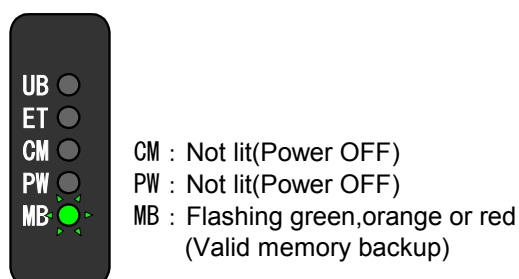 UB
ET
CM
PW
MB
CM : Not lit(Power OFF)
PW : Not lit(Power OFF)
MB : Flashing green,orange or red
(Valid memory backup)